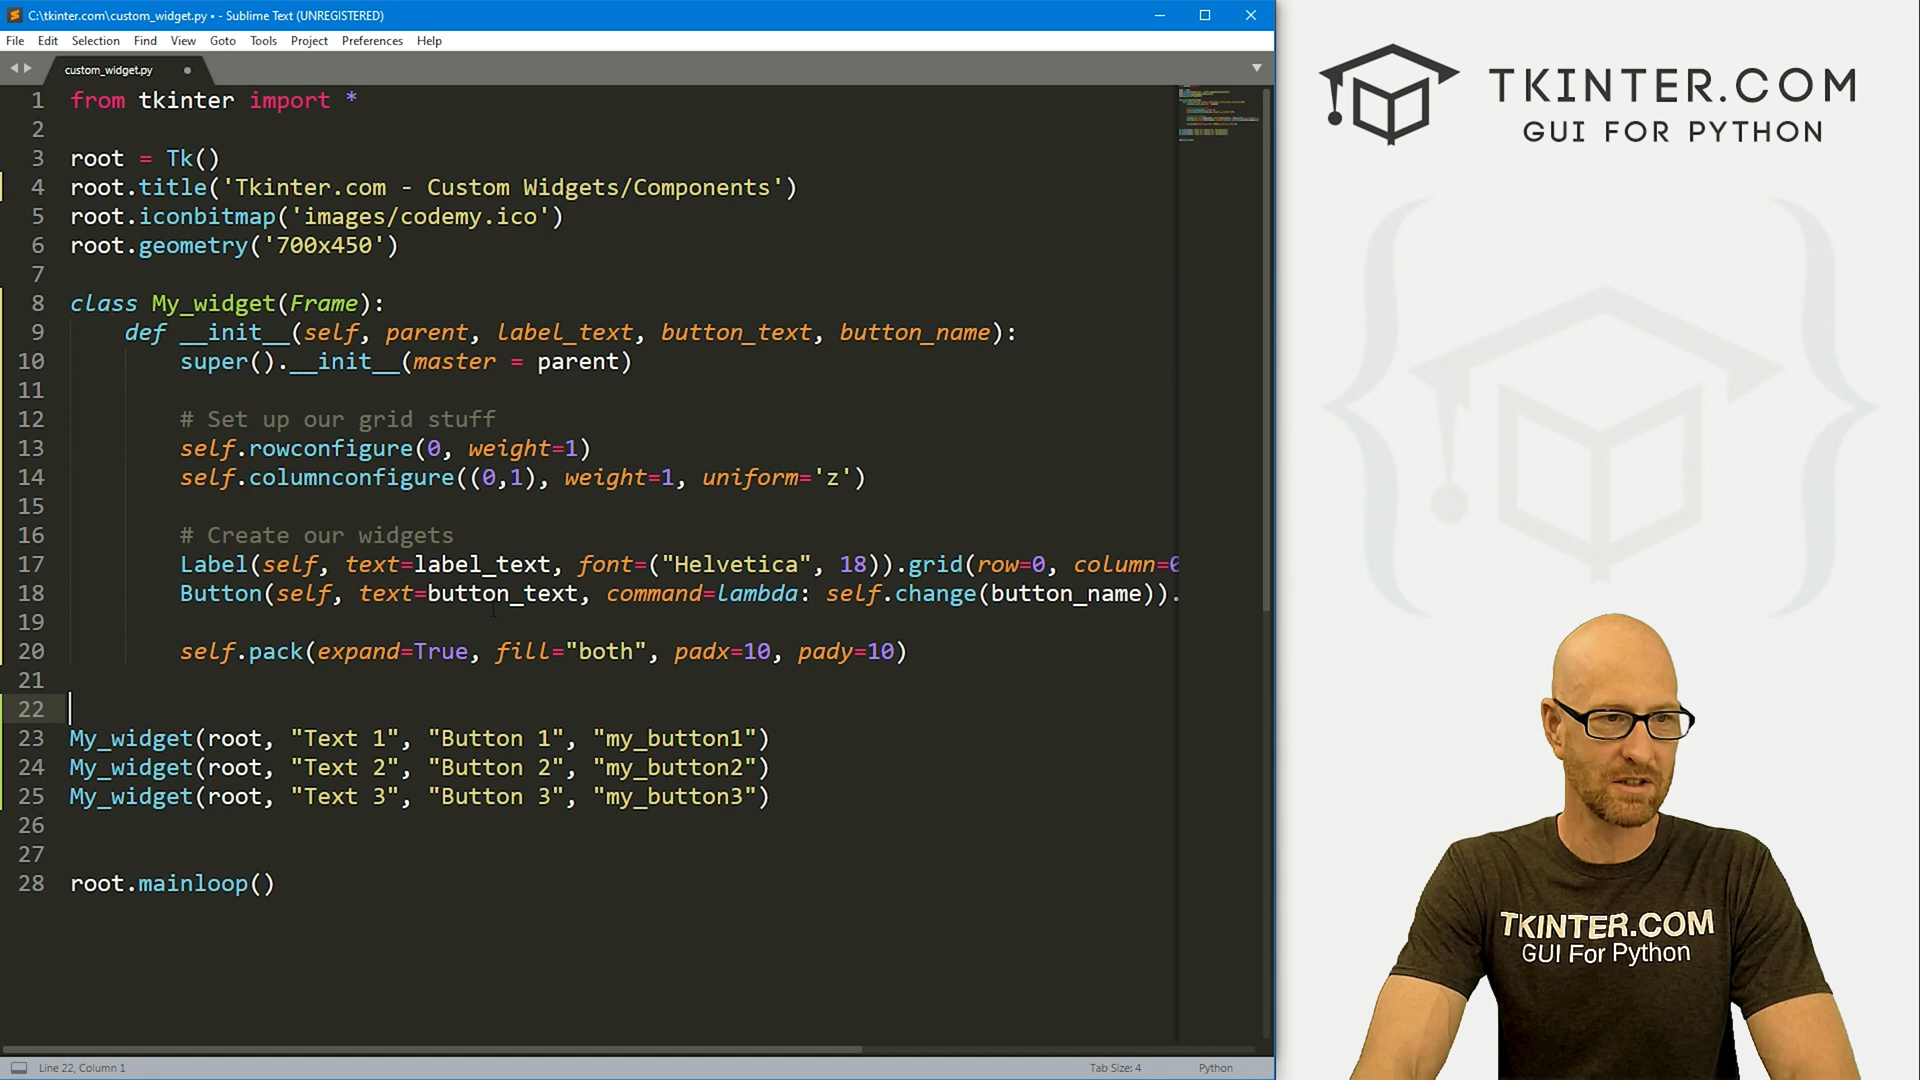 C:\tkinter.com\custom_widget.py • - Sublime Text (UNREGISTERED)
File Edit Selection Find View Goto Tools Project Preferences Help
custom_widget.py
1 from tkinter import *
2
3 root = Tk()
4 root.title('Tkinter.com - Custom Widgets/Components')
5 root.iconbitmap('images/codemy.ico')
6 root.geometry('700x450')
7
8 class My_widget(Frame):
9 def __init__(self, parent, label_text, button_text, button_name):
10 super().__init__(master = parent)
11
12 # Set up our grid stuff
13 self.rowconfigure(0, weight=1)
14 self.columnconfigure((0,1), weight=1, uniform='z')
15
16 # Create our widgets
17 Label(self, text=label_text, font=("Helvetica", 18)).grid(row=0, column=0
18 Button(self, text=button_text, command=lambda: self.change(button_name)).
19
20 self.pack(expand=True, fill="both", padx=10, pady=10)
21
22
23 My_widget(root, "Text 1", "Button 1", "my_button1")
24 My_widget(root, "Text 2", "Button 2", "my_button2")
25 My_widget(root, "Text 3", "Button 3", "my_button3")
26
27
28 root.mainloop()
Line 22, Column 1
Tab Size: 4
Python
TKINTER.COM
GUI FOR PYTHON
TKINTER.COM
GUI For Python